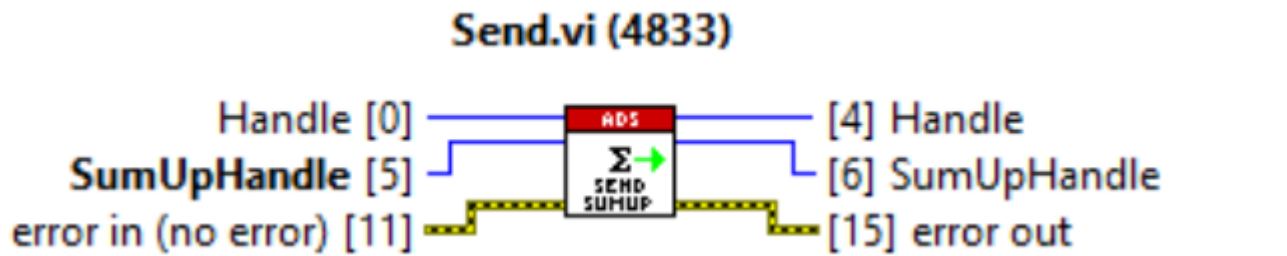 Send.vi (4833)
Handle [0]
ADS
[4] Handle
SumUpHandle [5]
Σ
[6] SumUpHandle
SEND
SUMUP
error in (no error) [11]
[15] error out